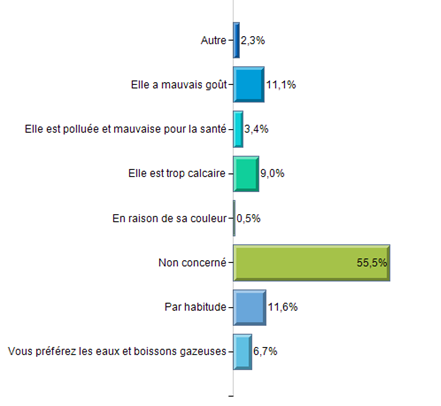 Autre 2,3%
Elle a mauvais goût 11,1%
Elle est polluée et mauvaise pour la santé 3,4%
Elle est trop calcaire 9,0%
En raison de sa couleur 0,5%
Non concerné 55,5%
Par habitude 11,6%
Vous préférez les eaux et boissons gazeuses 6,7%